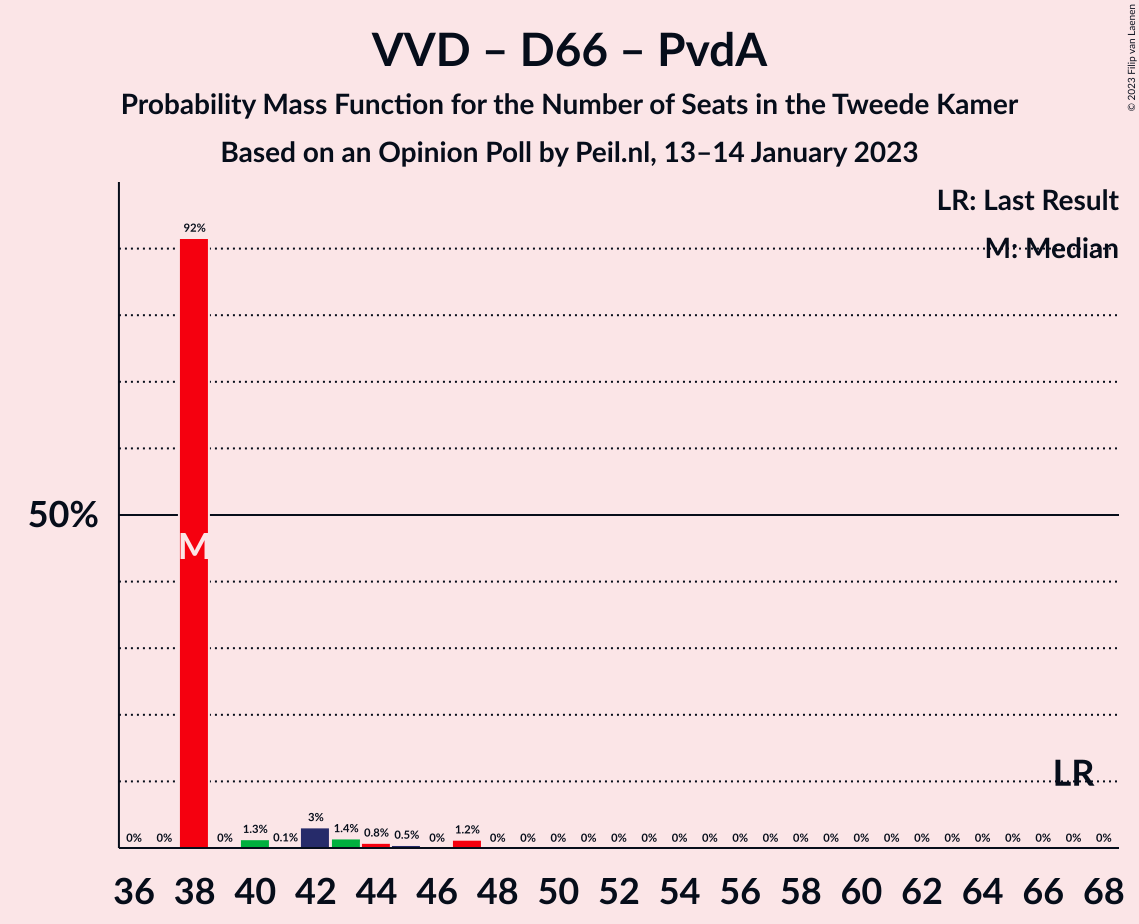 VVD – D66 – PvdA
Probability Mass Function for the Number of Seats in the Tweede Kamer
Based on an Opinion Poll by Peil.nl, 13–14 January 2023
© 2023 Filip van Laenen
LR: Last Result
M: Median
50%
92%
M
LR
0% 0% 0% 1.3% 0.1% 3% 1.4% 0.8% 0.5% 0% 1.2% 0% 0% 0% 0% 0% 0% 0% 0% 0% 0% 0% 0% 0% 0% 0% 0% 0% 0% 0% 0% 0%
36 38 40 42 44 46 48 50 52 54 56 58 60 62 64 66 68